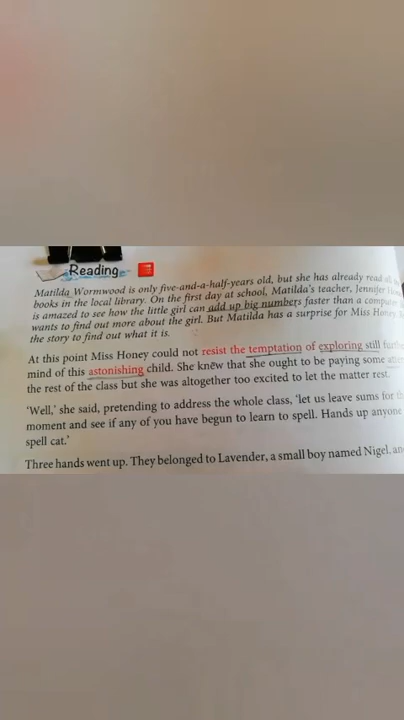 Reading
Matilda Wormwood is only five-and-a-half-years old, but she has already read all
books in the local library. On the first day at school, Matilda's teacher, Jennifer
is amazed to see how the little girl can add up big numbers faster than a computer
wants to find out more about the girl. But Matilda has a surprise for Miss Honey.
the story to find out what it is.
At this point Miss Honey could not resist the temptation of exploring still
mind of this astonishing child. She knew that she ought to be paying some
the rest of the class but she was altogether too excited to let the matter rest.
'Well,' she said, pretending to address the whole class, 'let us leave sums for
moment and see if any of you have begun to learn to spell. Hands up anyone
spell cat.'
Three hands went up. They belonged to Lavender, a small boy named Nigel,